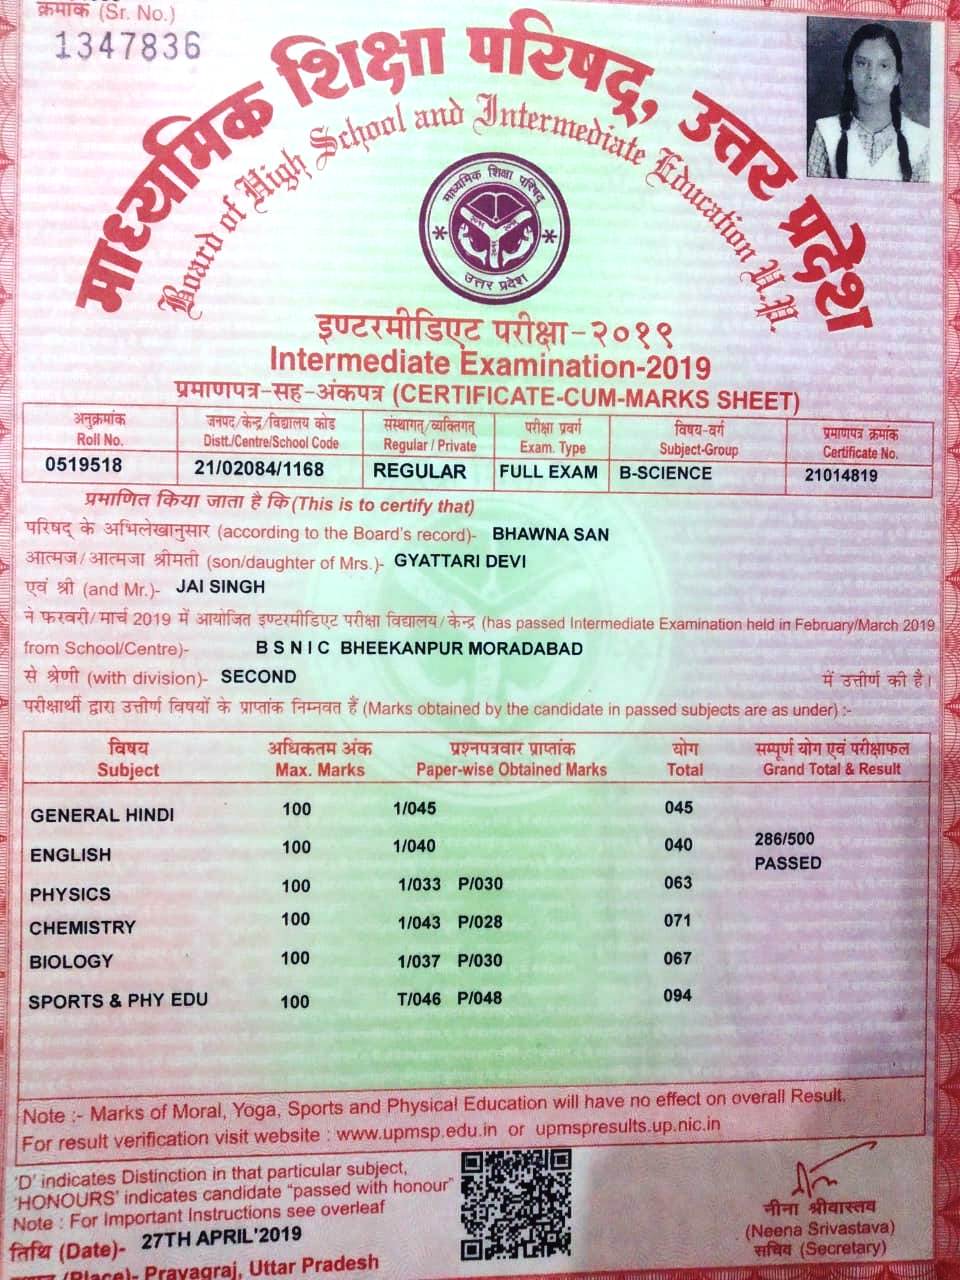 क्रमांक (Sr. No.)
1347836
माध्यमिक शिक्षा परिषद्, उत्तर प्रदेश
Board of High School and Intermediate Education U.P.
माध्यमिक शिक्षा परिषद
उत्तर प्रदेश
इण्टरमीडिएट परीक्षा-२०१९
Intermediate Examination-2019
प्रमाणपत्र-सह-अंकपत्र (CERTIFICATE-CUM-MARKS SHEET)
अनुक्रमांक जनपद/केन्द्र/विद्यालय कोड संस्थागत्/व्यक्तिगत् परीक्षा प्रवर्ग विषय-वर्ग प्रमाणपत्र क्रमांक
Roll No. Distt./Centre/School Code Regular / Private Exam. Type Subject-Group Certificate No.
0519518 21/02084/1168 REGULAR FULL EXAM B-SCIENCE 21014819
प्रमाणित किया जाता है कि (This is to certify that)
परिषद् के अभिलेखानुसार (according to the Board's record)- BHAWNA SAN
आत्मज/आत्मजा श्रीमती (son/daughter of Mrs.)- GYATTARI DEVI
एवं श्री (and Mr.)- JAI SINGH
ने फरवरी/मार्च 2019 में आयोजित इण्टरमीडिएट परीक्षा विद्यालय/केन्द्र (has passed Intermediate Examination held in February/March 2019
from School/Centre)- B S N I C BHEEKANPUR MORADABAD
से श्रेणी (with division)- SECOND में उत्तीर्ण की है।
परीक्षार्थी द्वारा उत्तीर्ण विषयों के प्राप्तांक निम्नवत हैं (Marks obtained by the candidate in passed subjects are as under) :-
विषय अधिकतम अंक प्रश्नपत्रवार प्राप्तांक योग सम्पूर्ण योग एवं परीक्षाफल
Subject Max. Marks Paper-wise Obtained Marks Total Grand Total & Result
GENERAL HINDI 100 1/045 045
286/500
ENGLISH 100 1/040 040
PASSED
PHYSICS 100 1/033 P/030 063
CHEMISTRY 100 1/043 P/028 071
BIOLOGY 100 1/037 P/030 067
SPORTS & PHY EDU 100 T/046 P/048 094
Note :- Marks of Moral, Yoga, Sports and Physical Education will have no effect on overall Result.
For result verification visit website : www.upmsp.edu.in or upmspresults.up.nic.in
'D' indicates Distinction in that particular subject,
'HONOURS' indicates candidate "passed with honour"
Note : For Important Instructions see overleaf
तिथि (Date)- 27TH APRIL'2019
(Place)- Prayagraj, Uttar Pradesh
नीना श्रीवास्तव
(Neena Srivastava)
सचिव (Secretary)